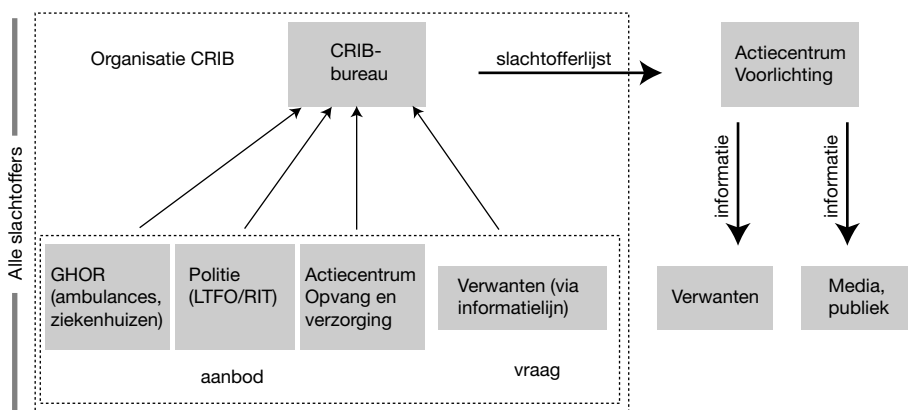 Alle slachtoffers
Organisatie CRIB
CRIB-
bureau
slachtofferlijst
Actiecentrum
Voorlichting
informatie
informatie
GHOR
(ambulances,
ziekenhuizen)
Politie
(LTFO/RIT)
Actiecentrum
Opvang en
verzorging
Verwanten (via
informatielijn)
Verwanten
Media,
publiek
aanbod
vraag